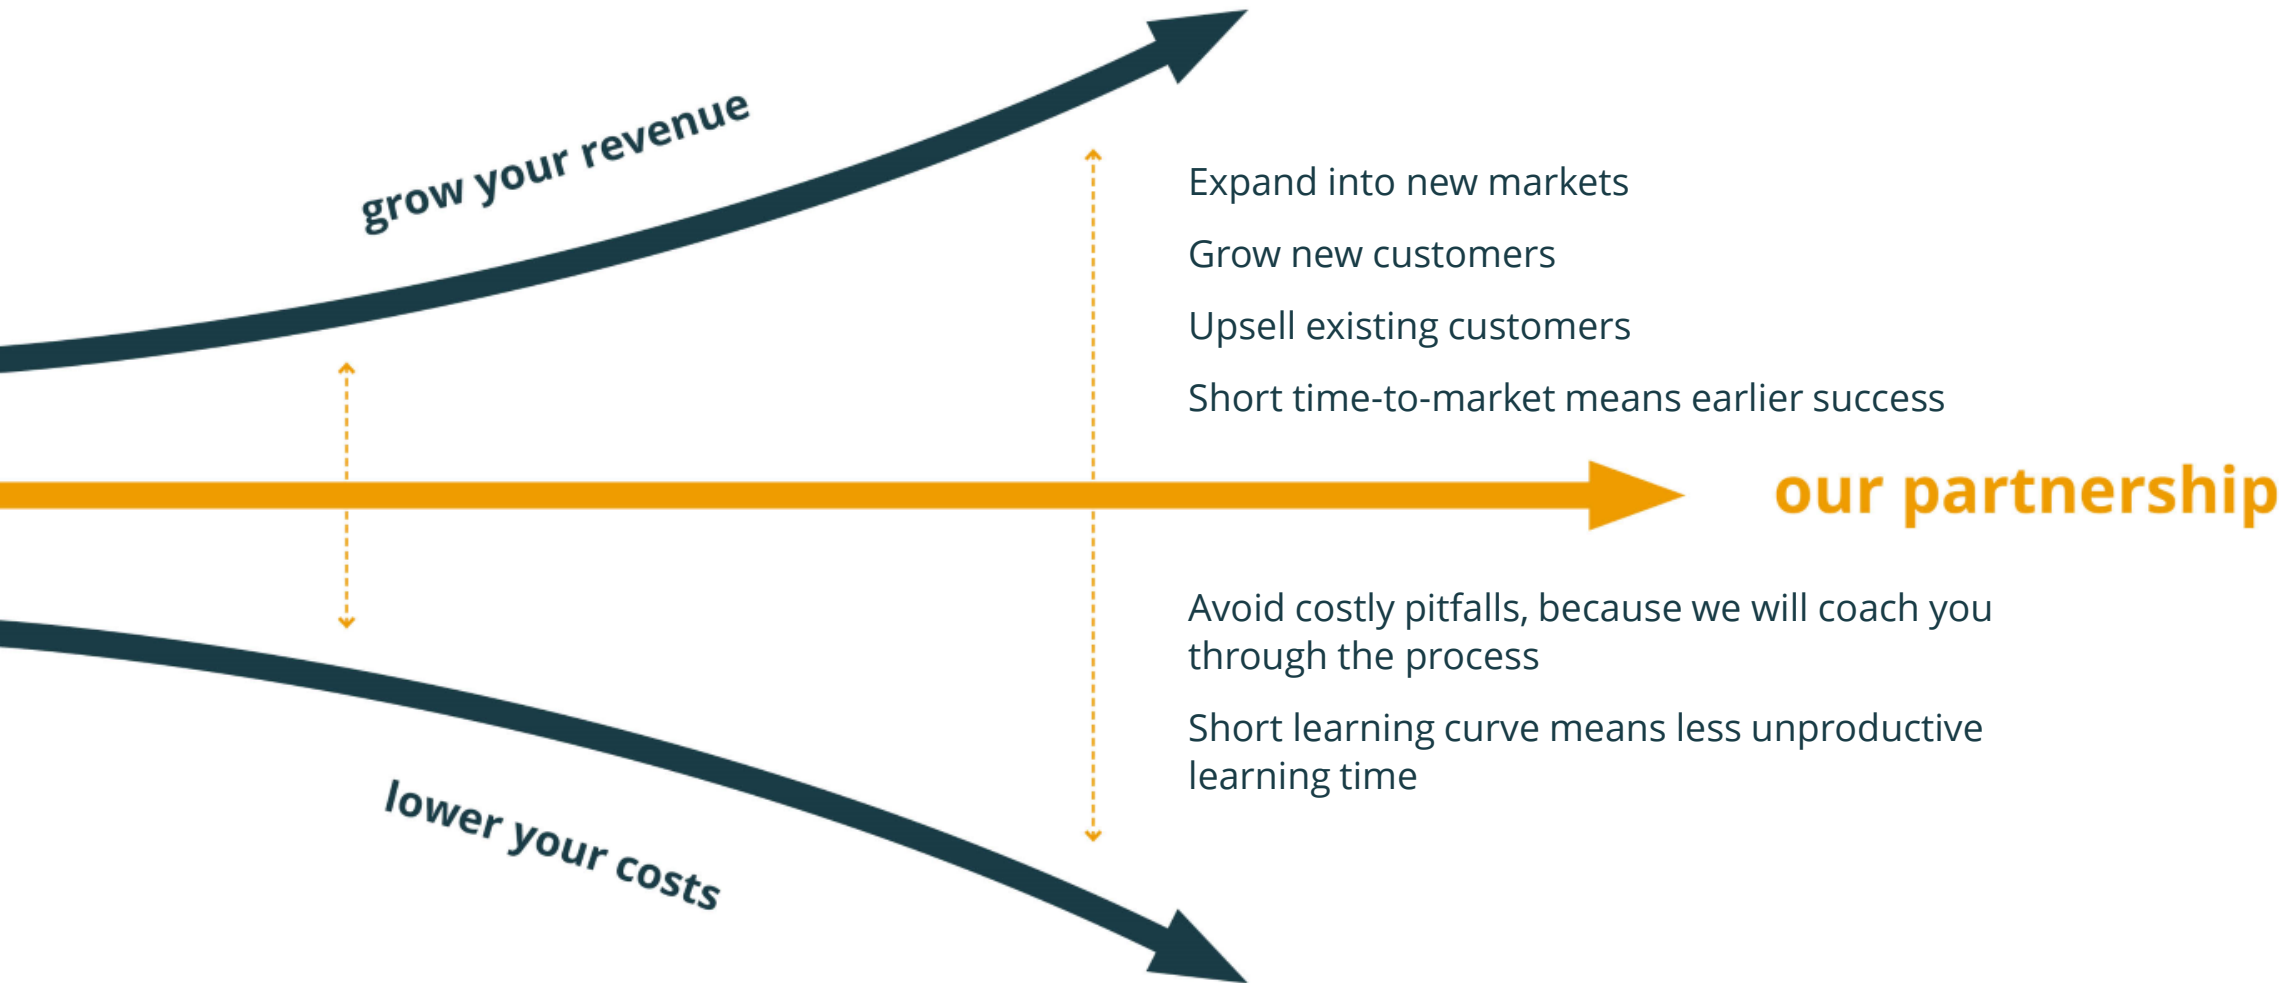 grow your revenue
Expand into new markets
Grow new customers
Upsell existing customers
Short time-to-market means earlier success
our partnership
Avoid costly pitfalls, because we will coach you
through the process
Short learning curve means less unproductive
learning time
lower your costs